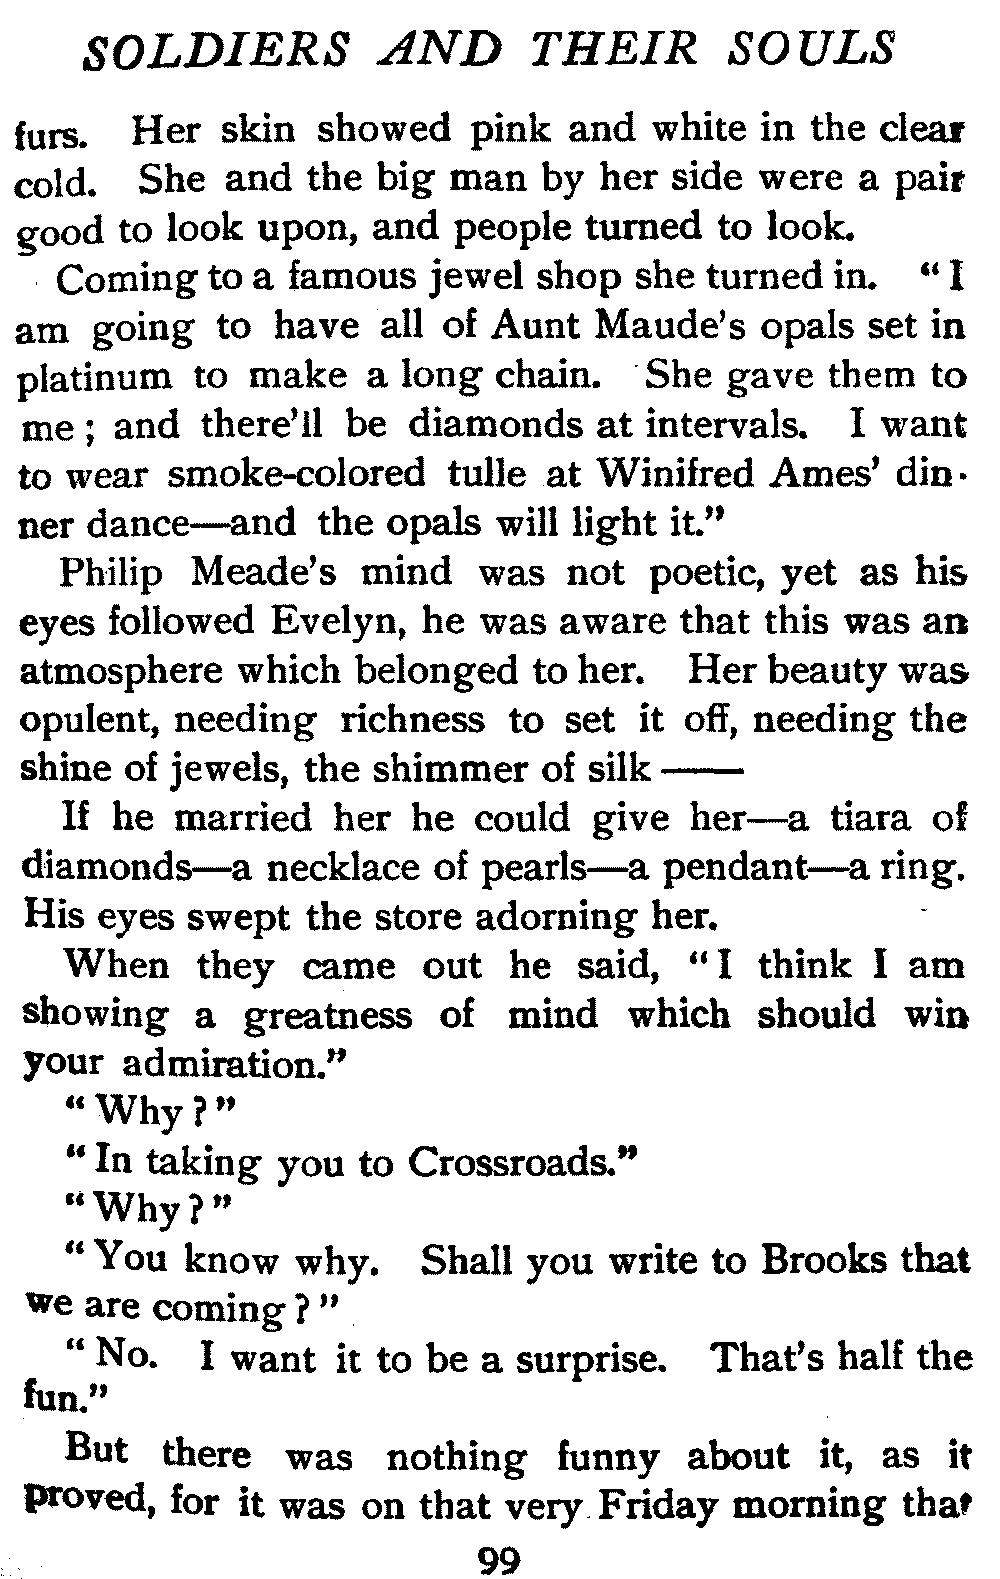 SOLDIERS AND THEIR SOULS
furs. Her skin showed pink and white in the clear
cold. She and the big man by her side were a pair
good to look upon, and people turned to look.
Coming to a famous jewel shop she turned in. "I
am going to have all of Aunt Maude's opals set in
platinum to make a long chain. She gave them to
me; and there'll be diamonds at intervals. I want
to wear smoke-colored tulle at Winifred Ames' din-
ner dance—and the opals will light it."
Philip Meade's mind was not poetic, yet as his
eyes followed Evelyn, he was aware that this was an
atmosphere which belonged to her. Her beauty was
opulent, needing richness to set it off, needing the
shine of jewels, the shimmer of silk ——
If he married her he could give her—a tiara of
diamonds—a necklace of pearls—a pendant—a ring.
His eyes swept the store adorning her.
When they came out he said, "I think I am
showing a greatness of mind which should win
your admiration."
"Why?"
"In taking you to Crossroads."
"Why?"
"You know why. Shall you write to Brooks that
we are coming?"
"No. I want it to be a surprise. That's half the
fun."
But there was nothing funny about it, as it
proved, for it was on that very Friday morning that
99